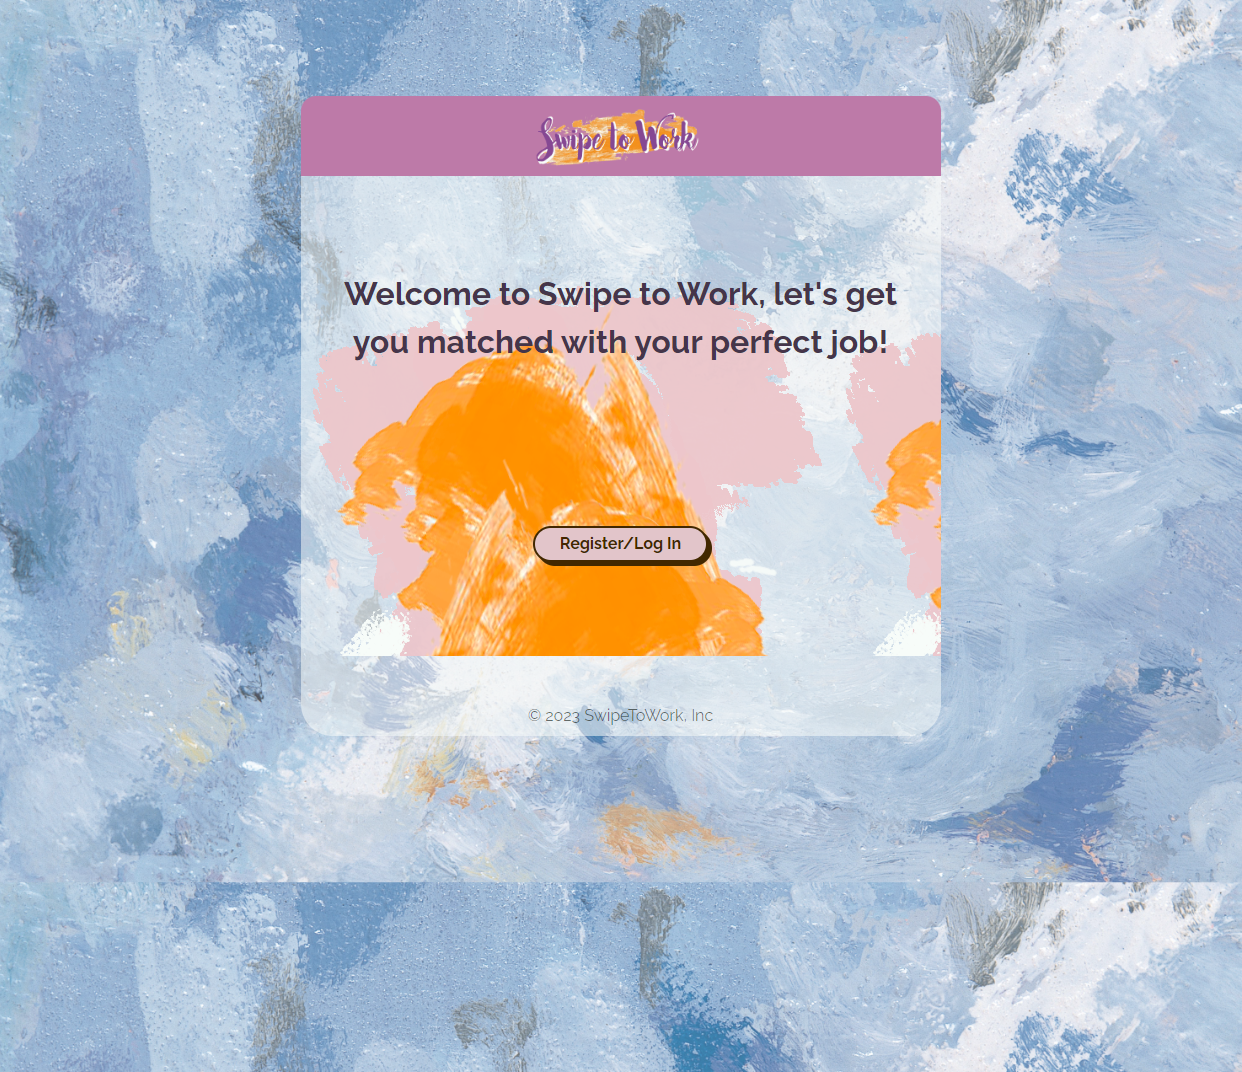 Swipe to Work
Welcome to Swipe to Work, let's get
you matched with your perfect job!
Register/Log In
© 2023 SwipeToWork. Inc